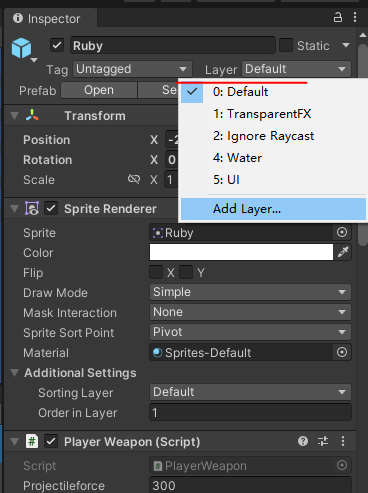 Inspector
Ruby
Static
Tag Untagged Layer Default
Prefab Open Se
0: Default
1: TransparentFX
2: Ignore Raycast
4: Water
5: UI
Add Layer...
Transform
Position X -2
Rotation X 0
Scale X 1
Sprite Renderer
Sprite Ruby
Color
Flip X Y
Draw Mode Simple
Mask Interaction None
Sprite Sort Point Pivot
Material Sprites-Default
Additional Settings
Sorting Layer Default
Order in Layer 1
# Player Weapon (Script)
Script PlayerWeapon
Projectileforce 300